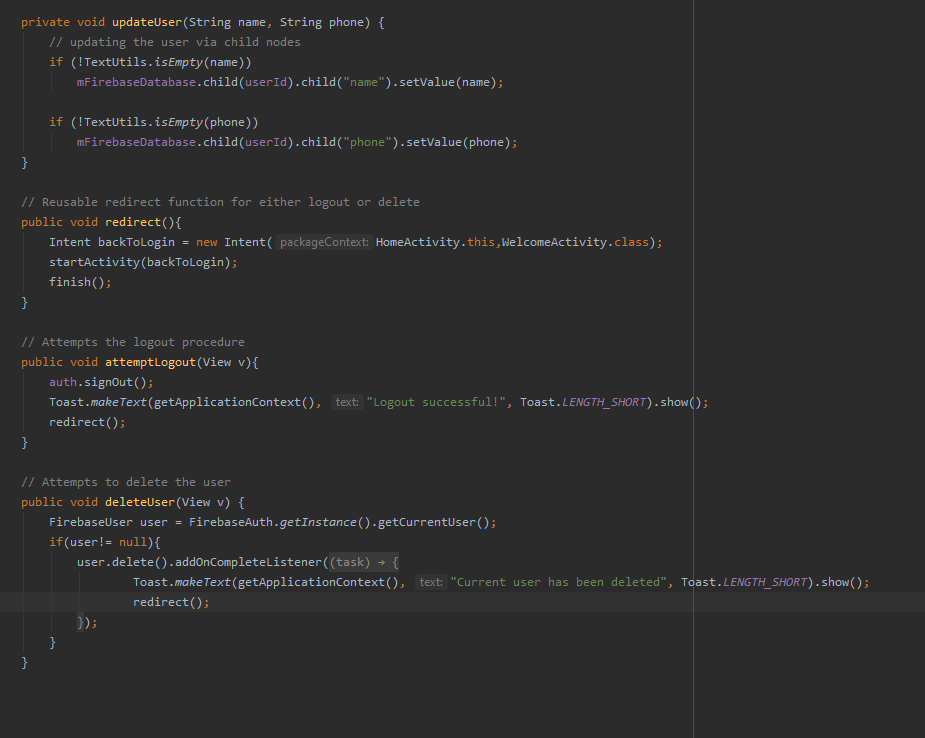 private void updateUser(String name, String phone) {
// updating the user via child nodes
if (!TextUtils.isEmpty(name))
mFirebaseDatabase.child(userId).child("name").setValue(name);
if (!TextUtils.isEmpty(phone))
mFirebaseDatabase.child(userId).child("phone").setValue(phone);
}
// Reusable redirect function for either logout or delete
public void redirect(){
Intent backToLogin = new Intent( packageContext: HomeActivity.this,WelcomeActivity.class);
startActivity(backToLogin);
finish();
}
// Attempts the logout procedure
public void attemptLogout(View v){
auth.signOut();
Toast.makeText(getApplicationContext(), text: "Logout successful!", Toast.LENGTH_SHORT).show();
redirect();
}
// Attempts to delete the user
public void deleteUser(View v) {
FirebaseUser user = FirebaseAuth.getInstance().getCurrentUser();
if(user!= null){
user.delete().addOnCompleteListener((task) → {
Toast.makeText(getApplicationContext(), text: "Current user has been deleted", Toast.LENGTH_SHORT).show();
redirect();
});
}
}